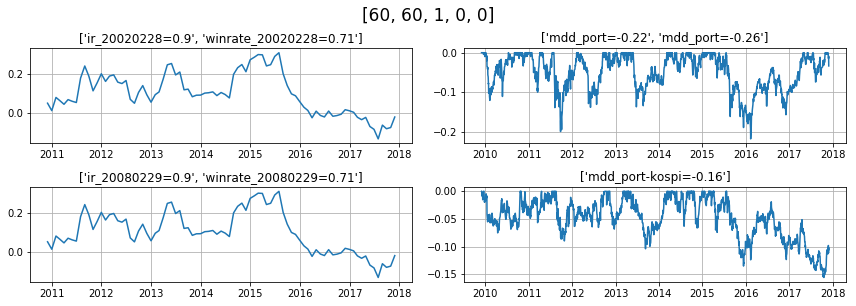 [60, 60, 1, 0, 0]
['ir_20020228=0.9', 'winrate_20020228=0.71']
0.2
0.0
2011 2012 2013 2014 2015 2016 2017 2018
['mdd_port=-0.22', 'mdd_port=-0.26']
0.0
−0.1
−0.2
2010 2011 2012 2013 2014 2015 2016 2017 2018
['ir_20080229=0.9', 'winrate_20080229=0.71']
0.2
0.0
2011 2012 2013 2014 2015 2016 2017 2018
['mdd_port-kospi=-0.16']
0.00
−0.05
−0.10
−0.15
2010 2011 2012 2013 2014 2015 2016 2017 2018